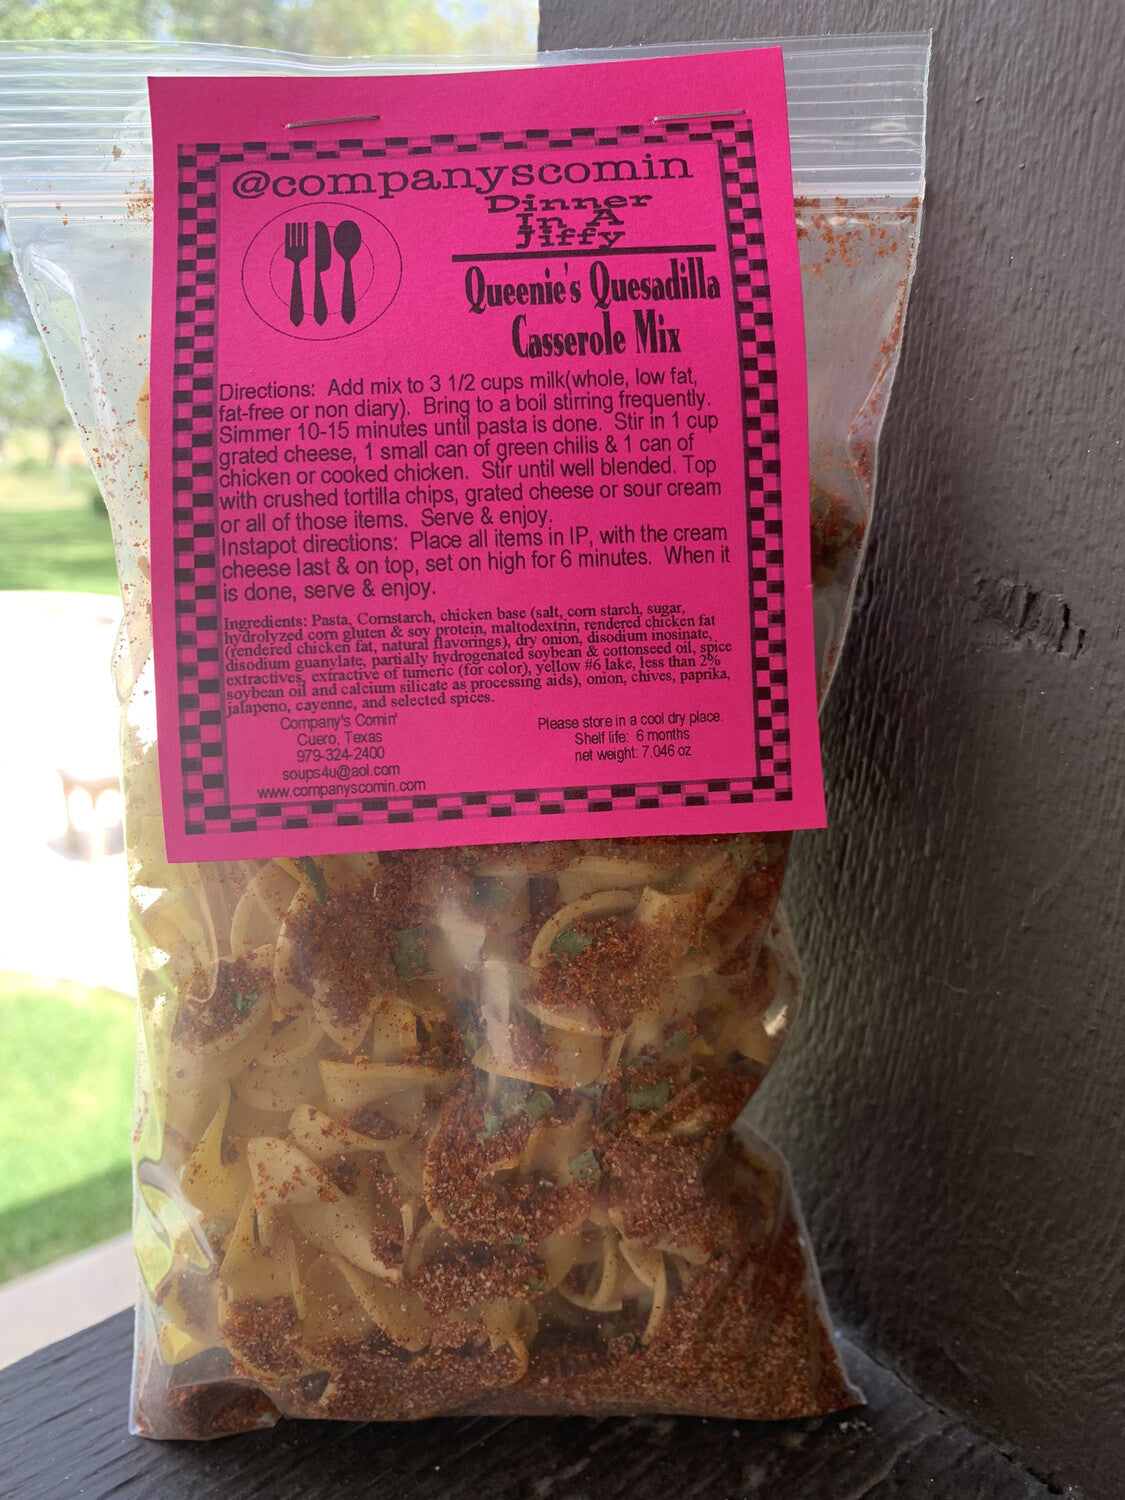 @companyscomin
Dinner
In A
Jiffy
Queenie's Quesadilla
Casserole Mix
Directions: Add mix to 3 1/2 cups milk(whole, low fat,
fat-free or non diary). Bring to a boil stirring frequently.
Simmer 10-15 minutes until pasta is done. Stir in 1 cup
grated cheese, 1 small can of green chilis & 1 can of
chicken or cooked chicken. Stir until well blended. Top
with crushed tortilla chips, grated cheese or sour cream
or all of those items. Serve & enjoy.
Instapot directions: Place all items in IP, with the cream
cheese last & on top, set on high for 6 minutes. When it
is done, serve & enjoy.
Ingredients: Pasta, Cornstarch, chicken base (salt, corn starch, sugar,
hydrolyzed corn gluten & soy protein, maltodextrin, rendered chicken fat
(rendered chicken fat, natural flavorings), dry onion, disodium inosinate,
disodium guanylate, partially hydrogenated soybean & cottonseed oil, spice
extractives, extractive of tumeric (for color), yellow #6 lake, less than 2%
soybean oil and calcium silicate as processing aids), onion, chives, paprika,
jalapeno, cayenne, and selected spices.
Company's Comin'
Cuero, Texas
979-324-2400
soups4u@aol.com
www.companyscomin.com
Please store in a cool dry place.
Shelf life: 6 months
net weight: 7.046 oz